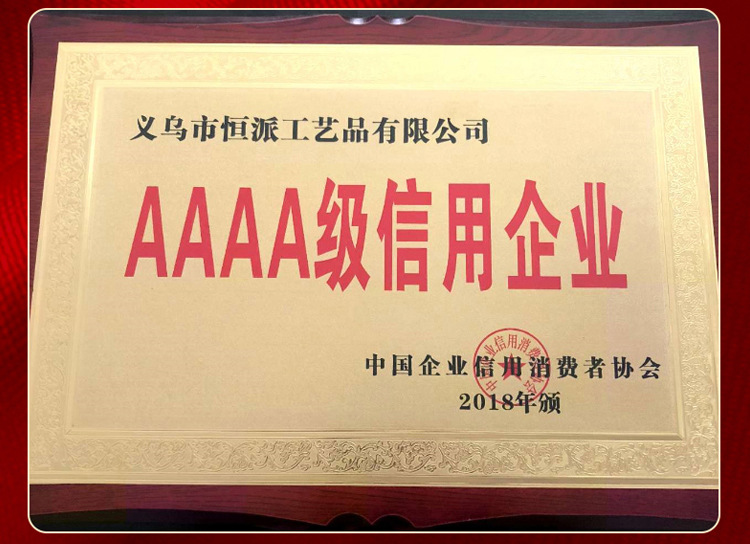 义乌市恒派工艺品有限公司
AAAA级信用企业
中国企业信用消费者协会
2018年颁